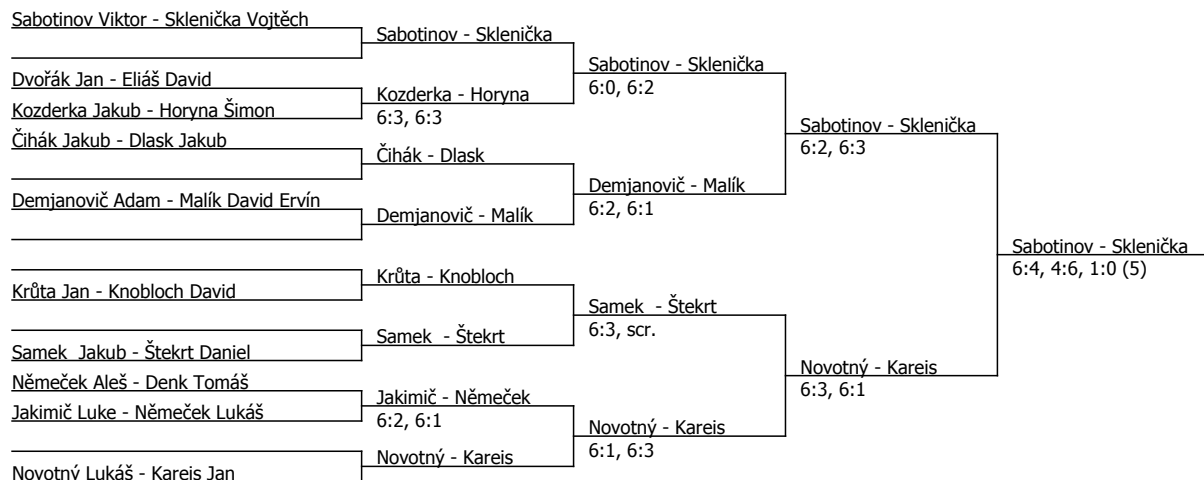 Sabotinov Viktor - Sklenička Vojtěch
Sabotinov - Sklenička
Sabotinov - Sklenička
6:0, 6:2
Dvořák Jan - Eliáš David
Kozderka - Horyna
6:3, 6:3
Kozderka Jakub - Horyna Šimon
Sabotinov - Sklenička
6:2, 6:3
Čihák Jakub - Dlask Jakub
Čihák - Dlask
Demjanovič - Malík
6:2, 6:1
Demjanovič Adam - Malík David Ervín
Demjanovič - Malík
Sabotinov - Sklenička
6:4, 4:6, 1:0 (5)
Krůta - Knobloch
Krůta Jan - Knobloch David
Samek - Štekrt
6:3, scr.
Samek - Štekrt
Samek Jakub - Štekrt Daniel
Novotný - Kareis
6:3, 6:1
Němeček Aleš - Denk Tomáš
Jakimič - Němeček
6:2, 6:1
Jakimič Luke - Němeček Lukáš
Novotný - Kareis
6:1, 6:3
Novotný - Kareis
Novotný Lukáš - Kareis Jan